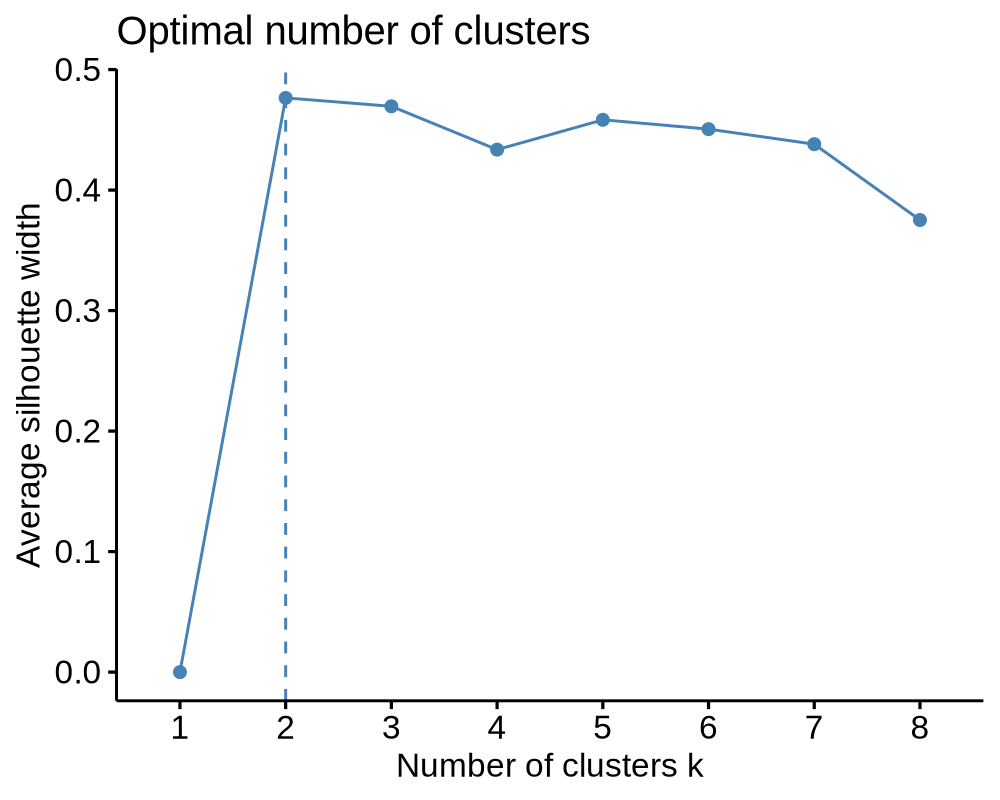 Optimal number of clusters
0.5
0.4
0.3
0.2
0.1
0.0
Average silhouette width
1 2 3 4 5 6 7 8
Number of clusters k